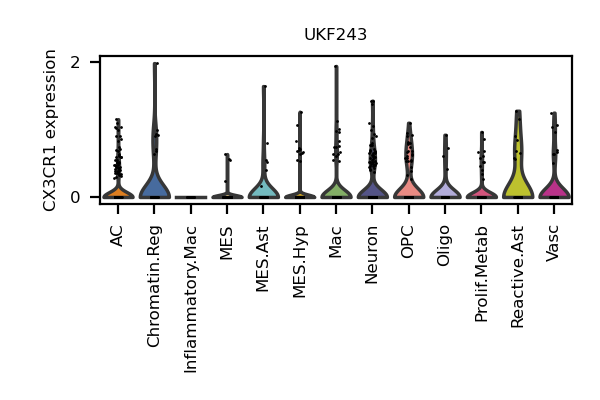 UKF243
CX3CR1 expression
2
0
AC
Chromatin.Reg
Inflammatory.Mac
MES
MES.Ast
MES.Hyp
Mac
Neuron
OPC
Oligo
Prolif.Metab
Reactive.Ast
Vasc